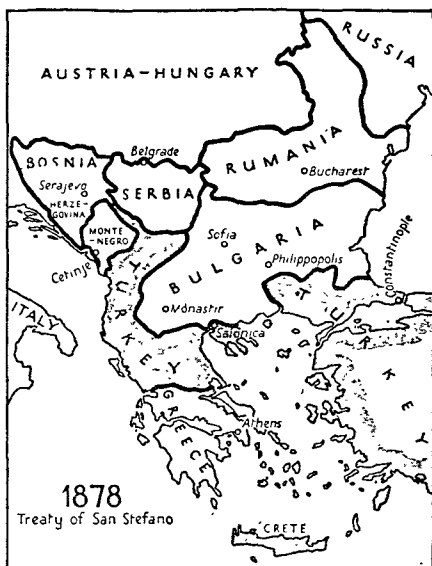 RUSSIA
AUSTRIA-HUNGARY
Belgrade
BOSNIA
RUMANIA
Serajevo
Bucharest
HERZE-
GOVINA
SERBIA
MONTE
-NEGRO
Sofia
BULGARIA
Constantinople
Cetinje
Philippopolis
TURKEY
Monastir
TURKEY
ITALY
Salonica
GREECE
Athens
1878
Treaty of San Stefano
CRETE